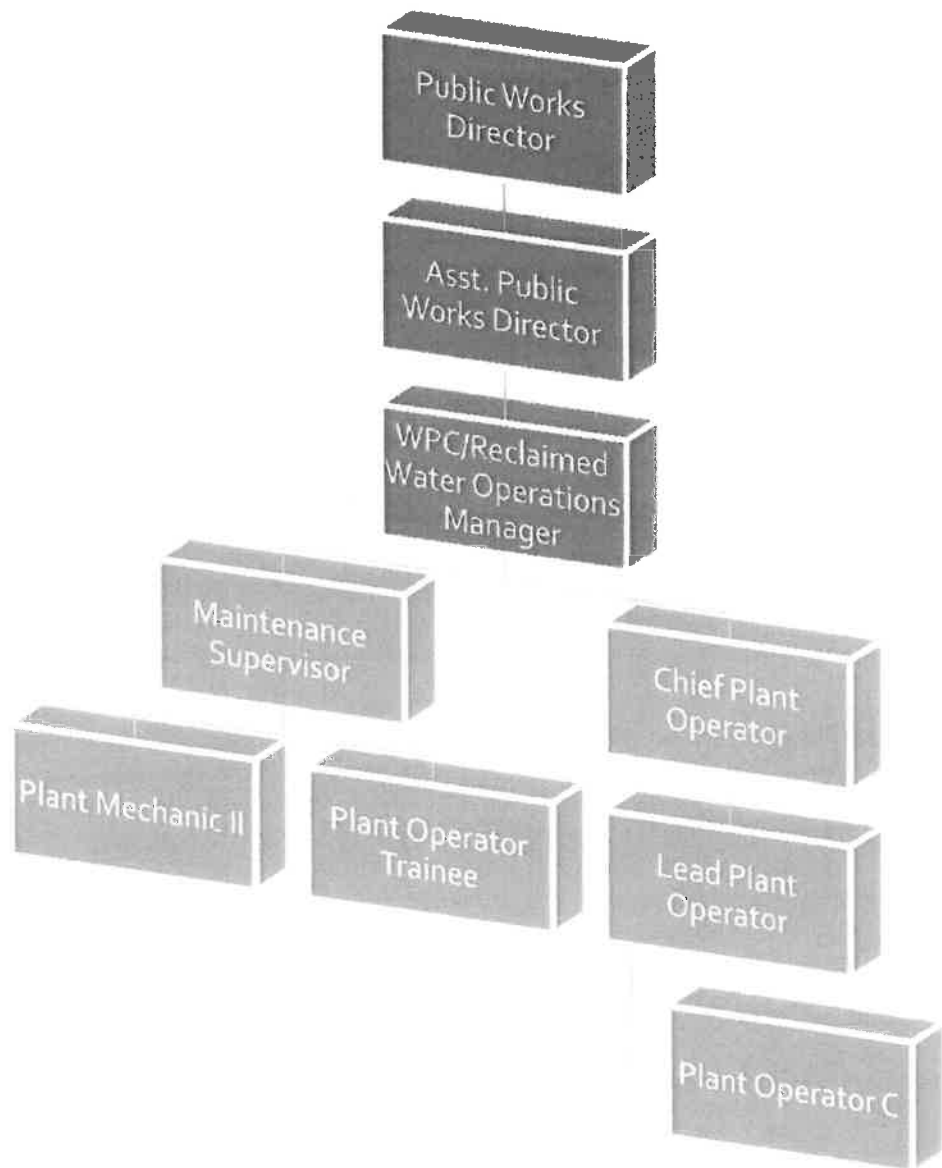 Public Works
Director
Asst. Public
Works Director
WPC/Reclaimed
Water Operations
Manager
Maintenance
Supervisor
Chief Plant
Operator
Plant Mechanic II
Plant Operator
Trainee
Lead Plant
Operator
Plant Operator C